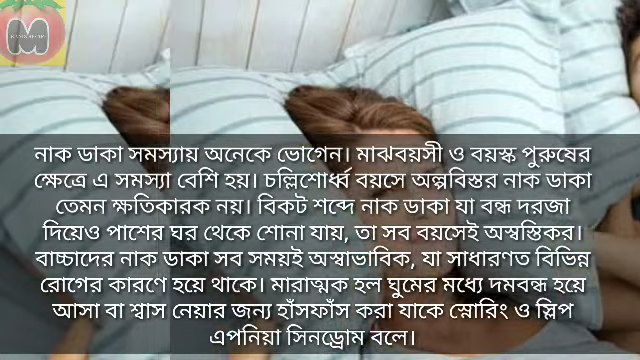 M
নাক ডাকা সমস্যায় অনেকে ভোগেন। মাঝবয়সী ও বয়স্ক পুরুষের
ক্ষেত্রে এ সমস্যা বেশি হয়। চল্লিশোর্ধ্ব বয়সে অল্পবিস্তর নাক ডাকা
তেমন ক্ষতিকারক নয়। বিকট শব্দে নাক ডাকা যা বন্ধ দরজা
দিয়েও পাশের ঘর থেকে শোনা যায়, তা সব বয়সেই অস্বস্তিকর।
বাচ্চাদের নাক ডাকা সব সময়ই অস্বাভাবিক, যা সাধারণত বিভিন্ন
রোগের কারণে হয়ে থাকে। মারাত্মক হল ঘুমের মধ্যে দমবন্ধ হয়ে
আসা বা শ্বাস নেয়ার জন্য হাঁসফাঁস করা যাকে স্নোরিং ও স্লিপ
এপনিয়া সিনড্রোম বলে।